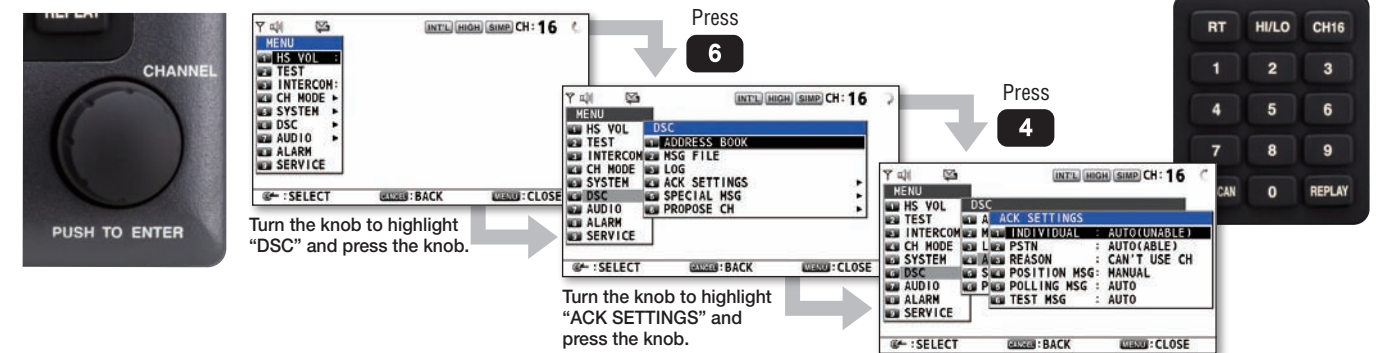 REPEAT
CHANNEL
PUSH TO ENTER
INT'L HIGH SIMP CH: 16
MENU
1 HS VOL :
2 TEST
3 INTERCOM:
4 CH MODE ▶
5 SYSTEM ▶
6 DSC ▶
7 AUDIO ▶
8 ALARM
9 SERVICE
:SELECT CANCEL :BACK MENU :CLOSE
Turn the knob to highlight
“DSC” and press the knob.
Press
6
INT'L HIGH SIMP CH: 16
MENU
1 HS VOL
2 TEST
3 INTERCOM
4 CH MODE
5 SYSTEM
6 DSC
7 AUDIO
8 ALARM
9 SERVICE
DSC
1 ADDRESS BOOK
2 MSG FILE
3 LOG
4 ACK SETTINGS ▶
5 SPECIAL MSG ▶
6 PROPOSE CH ▶
:SELECT CANCEL :BACK MENU :CLOSE
Turn the knob to highlight
“ACK SETTINGS” and
press the knob.
Press
4
INT'L HIGH SIMP CH: 16
MENU
1 HS VOL
2 TEST
3 INTERCOM
4 CH MODE
5 SYSTEM
6 DSC
7 AUDIO
8 ALARM
9 SERVICE
DSC
1 A
2 M
3 L
4 A
5 S
6 P
ACK SETTINGS
1 INDIVIDUAL : AUTO(UNABLE)
2 PSTN : AUTO(ABLE)
3 REASON : CAN'T USE CH
4 POSITION MSG: MANUAL
5 POLLING MSG : AUTO
6 TEST MSG : AUTO
:SELECT CANCEL :BACK MENU :CLOSE
RT HI/LO CH16
1 2 3
4 5 6
7 8 9
CAN 0 REPLAY